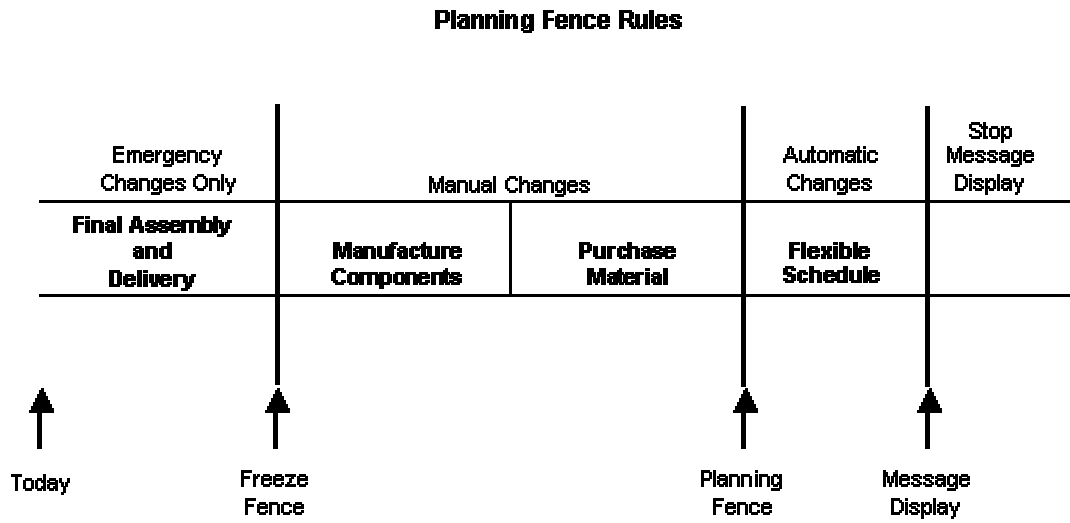 Planning Fence Rules
Emergency
Changes Only
Manual Changes
Automatic
Changes
Stop
Message
Display
Final Assembly
and
Delivery
Manufacture
Components
Purchase
Material
Flexible
Schedule
Today
Freeze
Fence
Planning
Fence
Message
Display